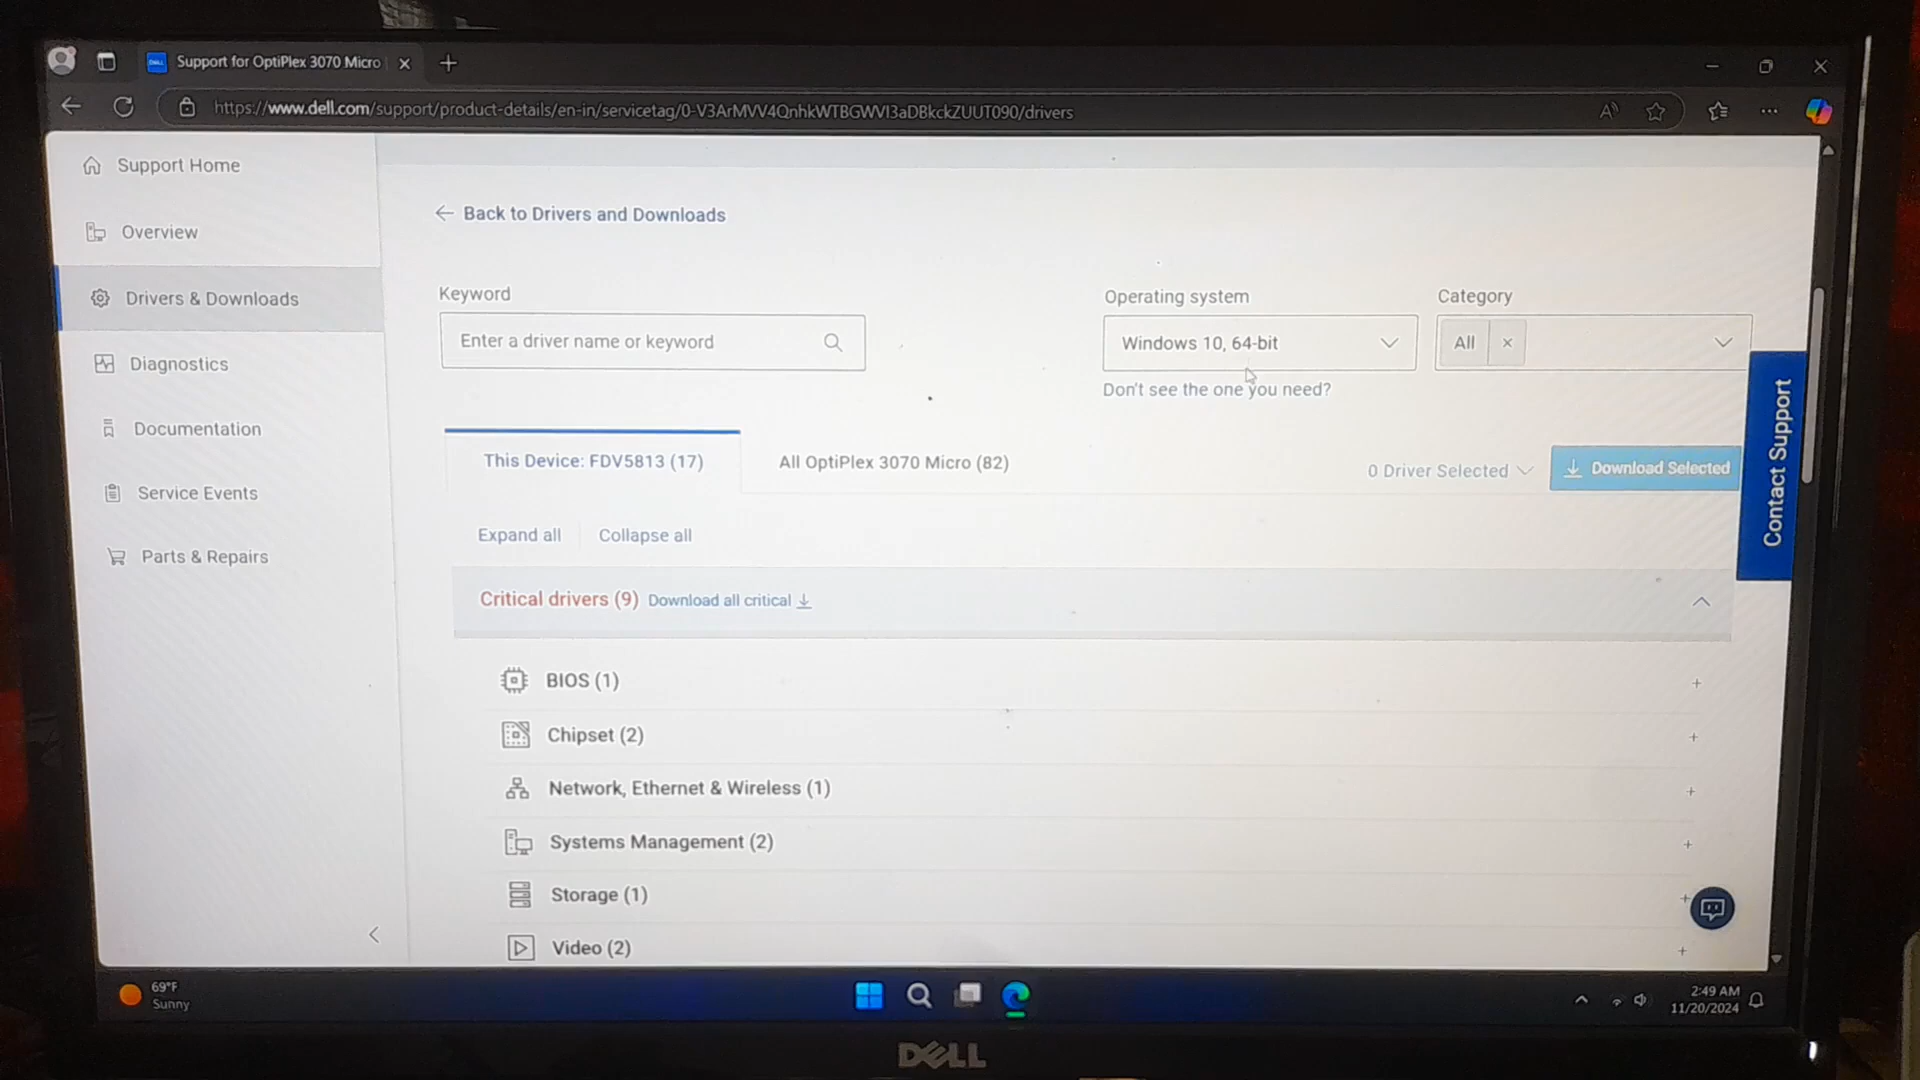 Support for OptiPlex 3070 Micro
https://www.dell.com/support/product-details/en-in/servicetag/0-V3ArMVV4QnhkWTBGWVI3aDBkckZUUT090/drivers
Support Home
Overview
Drivers & Downloads
Diagnostics
Documentation
Service Events
Parts & Repairs
Back to Drivers and Downloads
Keyword
Enter a driver name or keyword
Operating system
Windows 10, 64-bit
Don't see the one you need?
Category
All
This Device: FDV5813 (17)
All OptiPlex 3070 Micro (82)
0 Driver Selected
Download Selected
Contact Support
Expand all
Collapse all
Critical drivers (9)
Download all critical
BIOS (1)
Chipset (2)
Network, Ethernet & Wireless (1)
Systems Management (2)
Storage (1)
Video (2)
69°F
Sunny
2:49 AM
11/20/2024
DELL